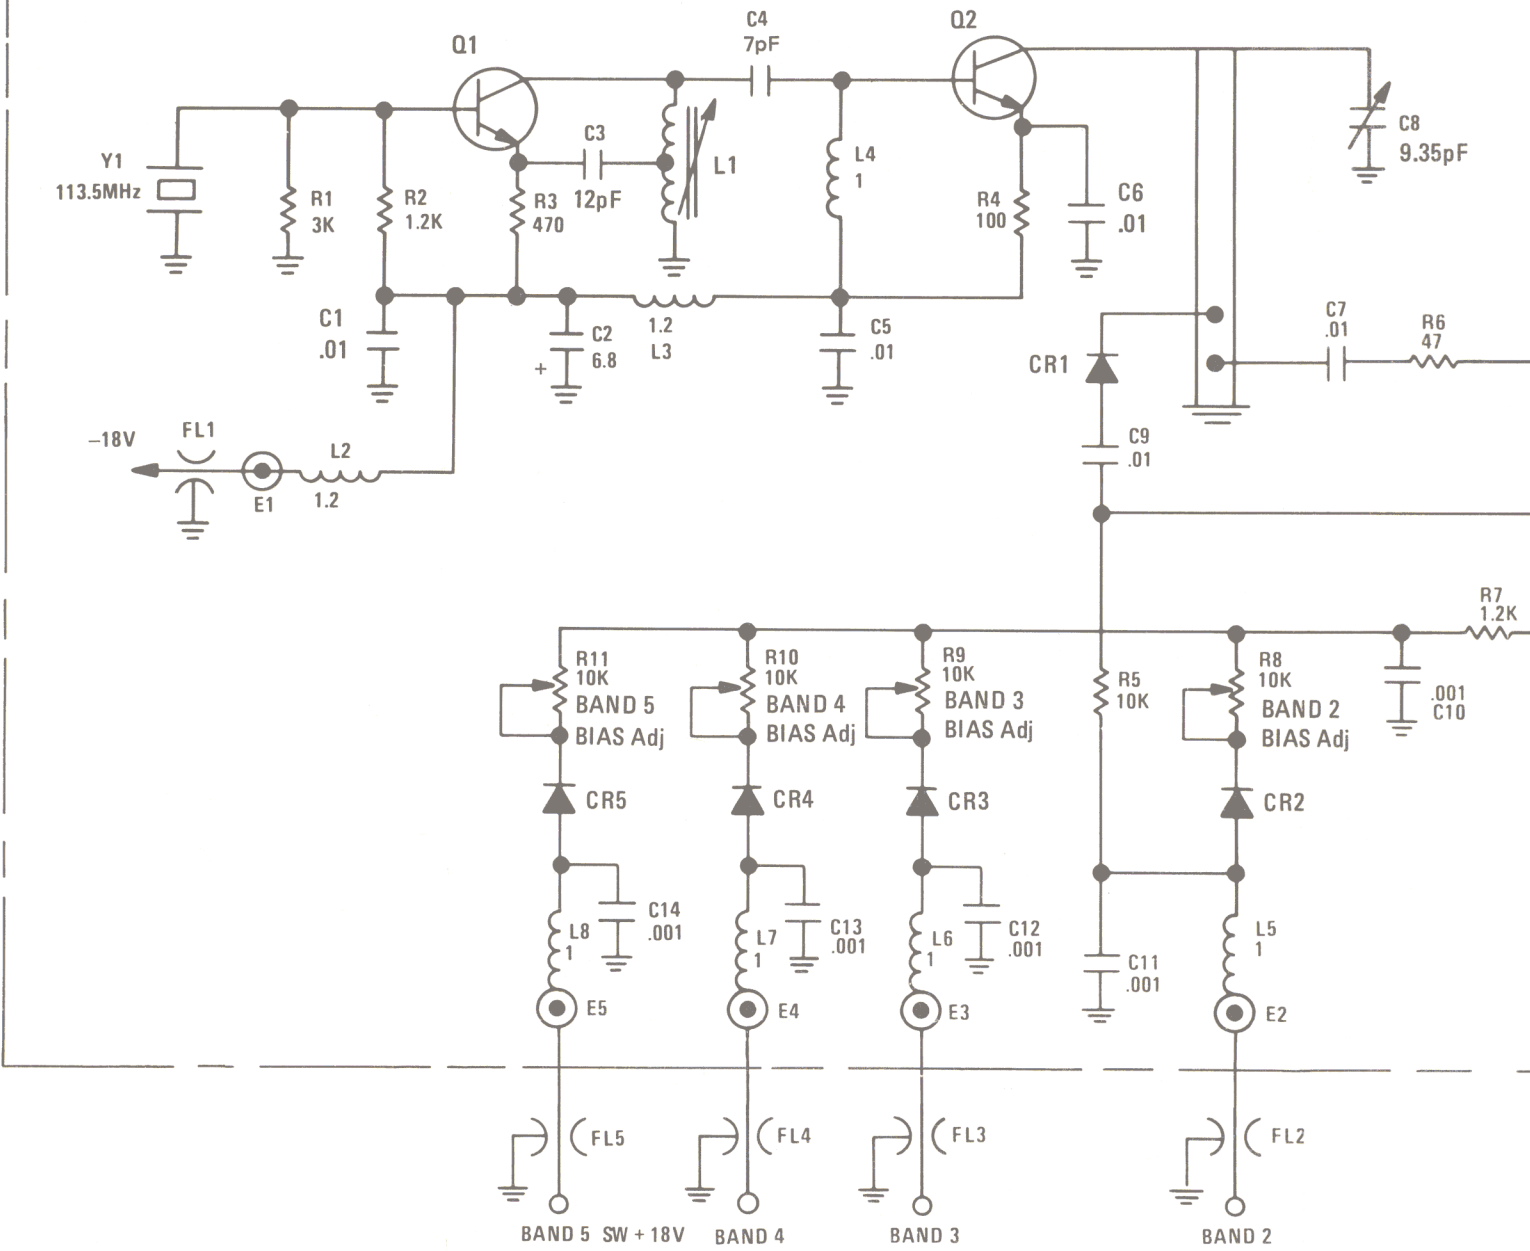 Q1
C4
7pF
Q2
Y1
113.5MHz
R1
3K
R2
1.2K
C3
12pF
R3
470
L1
L4
1
R4
100
C6
.01
C8
9.35pF
C1
.01
C2
6.8
+
1.2
L3
C5
.01
CR1
C7
.01
R6
47
–18V
FL1
E1
L2
1.2
C9
.01
R11
10K
BAND 5
BIAS Adj
R10
10K
BAND 4
BIAS Adj
R9
10K
BAND 3
BIAS Adj
R5
10K
R8
10K
BAND 2
BIAS Adj
R7
1.2K
.001
C10
CR5
CR4
CR3
CR2
L8
1
C14
.001
L7
1
C13
.001
L6
1
C12
.001
C11
.001
L5
1
E5
E4
E3
E2
FL5
FL4
FL3
FL2
BAND 5 SW + 18V
BAND 4
BAND 3
BAND 2